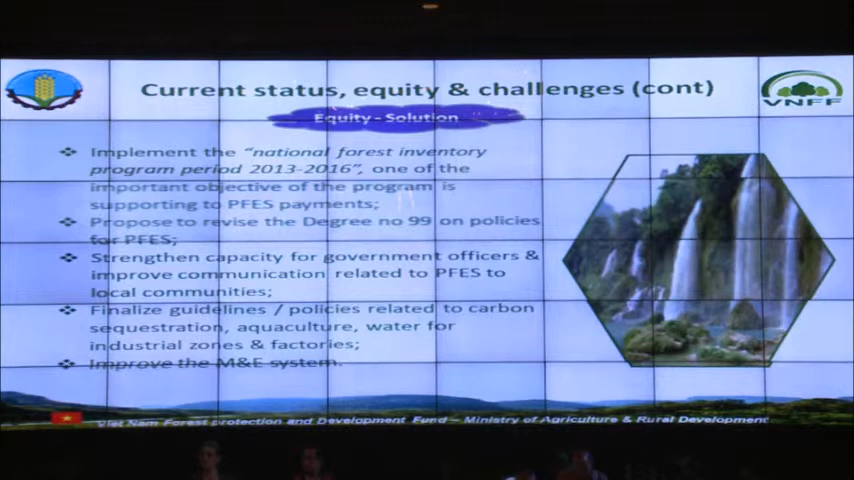 Current status, equity & challenges (cont)
VNFF
Equity - Solution
Implement the "national forest inventory
program period 2013-2016", one of the
important objective of the program is
supporting to PFES payments;
Propose to revise the Degree no 99 on policies
for PFES;
Strengthen capacity for government officers &
improve communication related to PFES to
local communities;
Finalize guidelines / policies related to carbon
sequestration, aquaculture, water for
industrial zones & factories;
Improve the M&E system.
Viet Nam Forest protection and Development Fund – Ministry of Agriculture & Rural Development